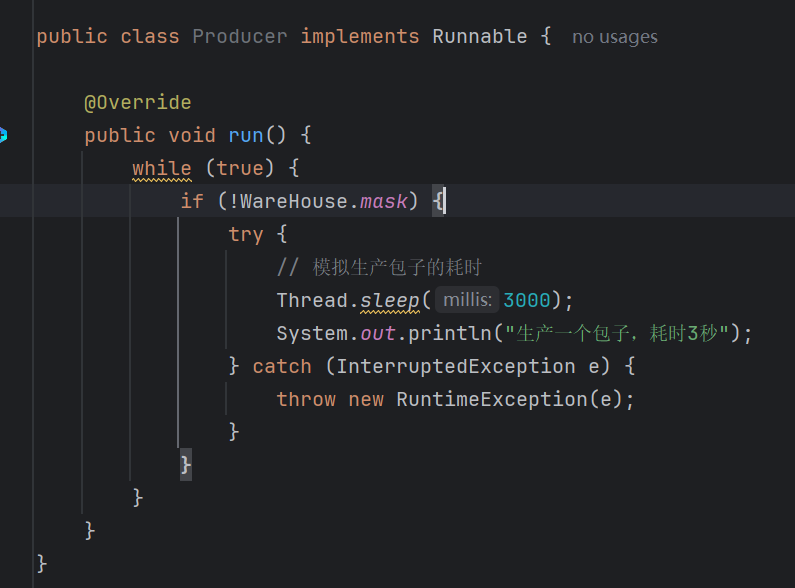 public class Producer implements Runnable { no usages
@Override
public void run() {
while (true) {
if (!WareHouse.mask) {
try {
// 模拟生产包子的耗时
Thread.sleep( millis: 3000);
System.out.println("生产一个包子，耗时3秒");
} catch (InterruptedException e) {
throw new RuntimeException(e);
}
}
}
}
}